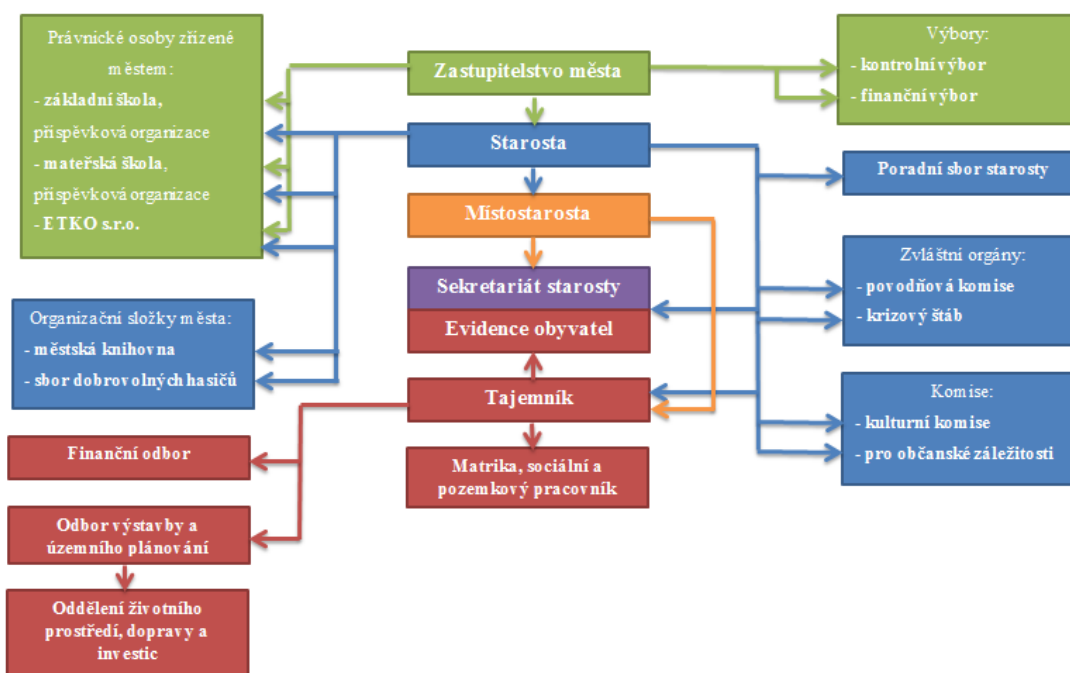 Právnické osoby zřízené
městem:
- základní škola,
příspěvková organizace
- mateřská škola,
příspěvková organizace
- ETKO s.r.o.
Zastupitelstvo města
Výbory:
- kontrolní výbor
- finanční výbor
Starosta
Poradní sbor starosty
Místostarosta
Zvláštní orgány:
- povodňová komise
- krizový štáb
Sekretariát starosty
Evidence obyvatel
Organizační složky města:
- městská knihovna
- sbor dobrovolných hasičů
Tajemník
Komise:
- kulturní komise
- pro občanské záležitosti
Finanční odbor
Matrika, sociální a
pozemkový pracovník
Odbor výstavby a
územního plánování
Oddělení životního
prostředí, dopravy a
investic